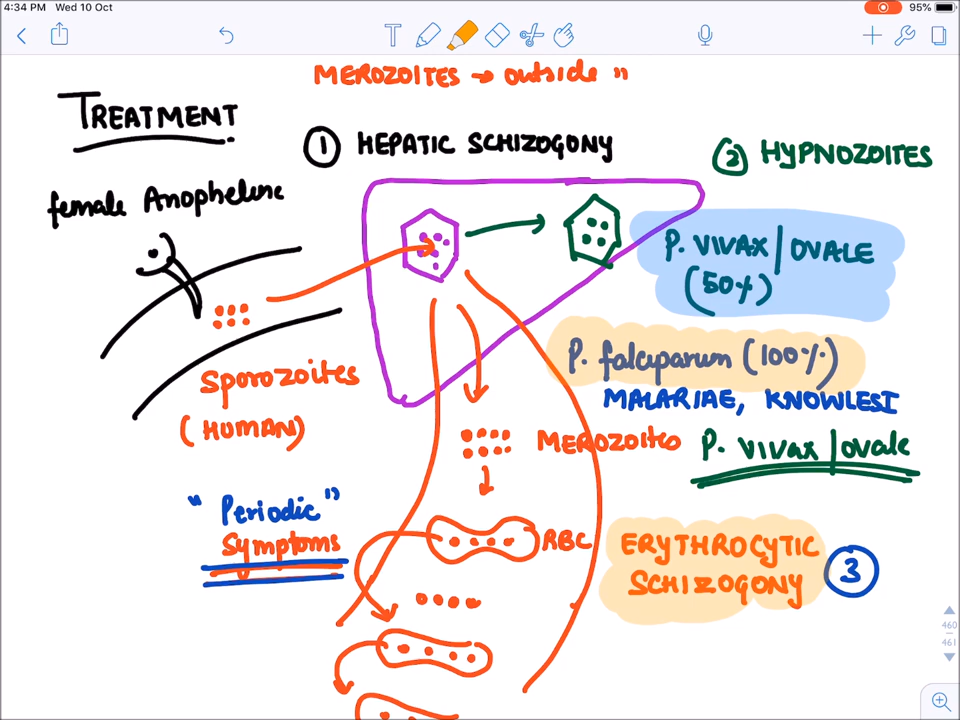 4:34 PM Wed 10 Oct
95%
T
MEROZOITES → outside "
TREATMENT
① HEPATIC SCHIZOGONY
② HYPNOZOITES
female Anophelene
P. VIVAX | OVALE
(50%)
P. falciparum (100%)
MALARIAE, KNOWLESI
Sporozoites
(HUMAN)
MEROZOITES
P. vivax | ovale
"Periodic"
Symptoms
RBC
ERYTHROCYTIC
SCHIZOGONY ③
460
461